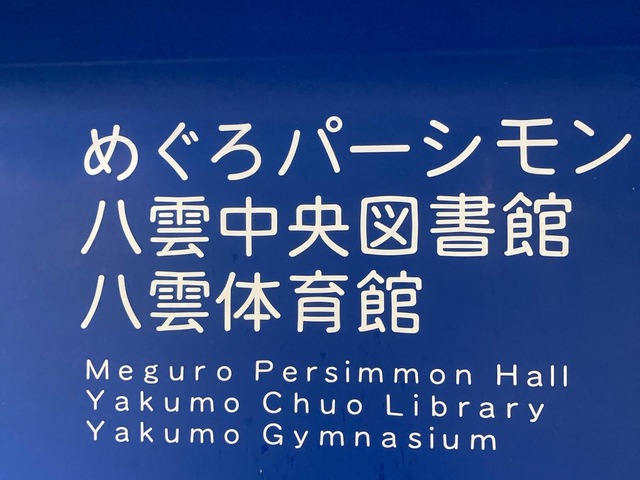 めぐろパーシモン
八雲中央図書館
八雲体育館
Meguro Persimmon Hall
Yakumo Chuo Library
Yakumo Gymnasium